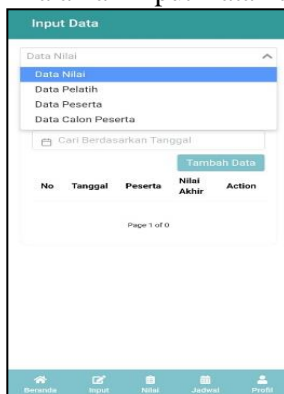 Input Data
Data Nilai
Data Nilai
Data Pelatih
Data Peserta
Data Calon Peserta
Cari Berdasarkan Tanggal
Tambah Data
No Tanggal Peserta Nilai Akhir Action
Page 1 of 0
Beranda Input Nilai Jadwal Profil